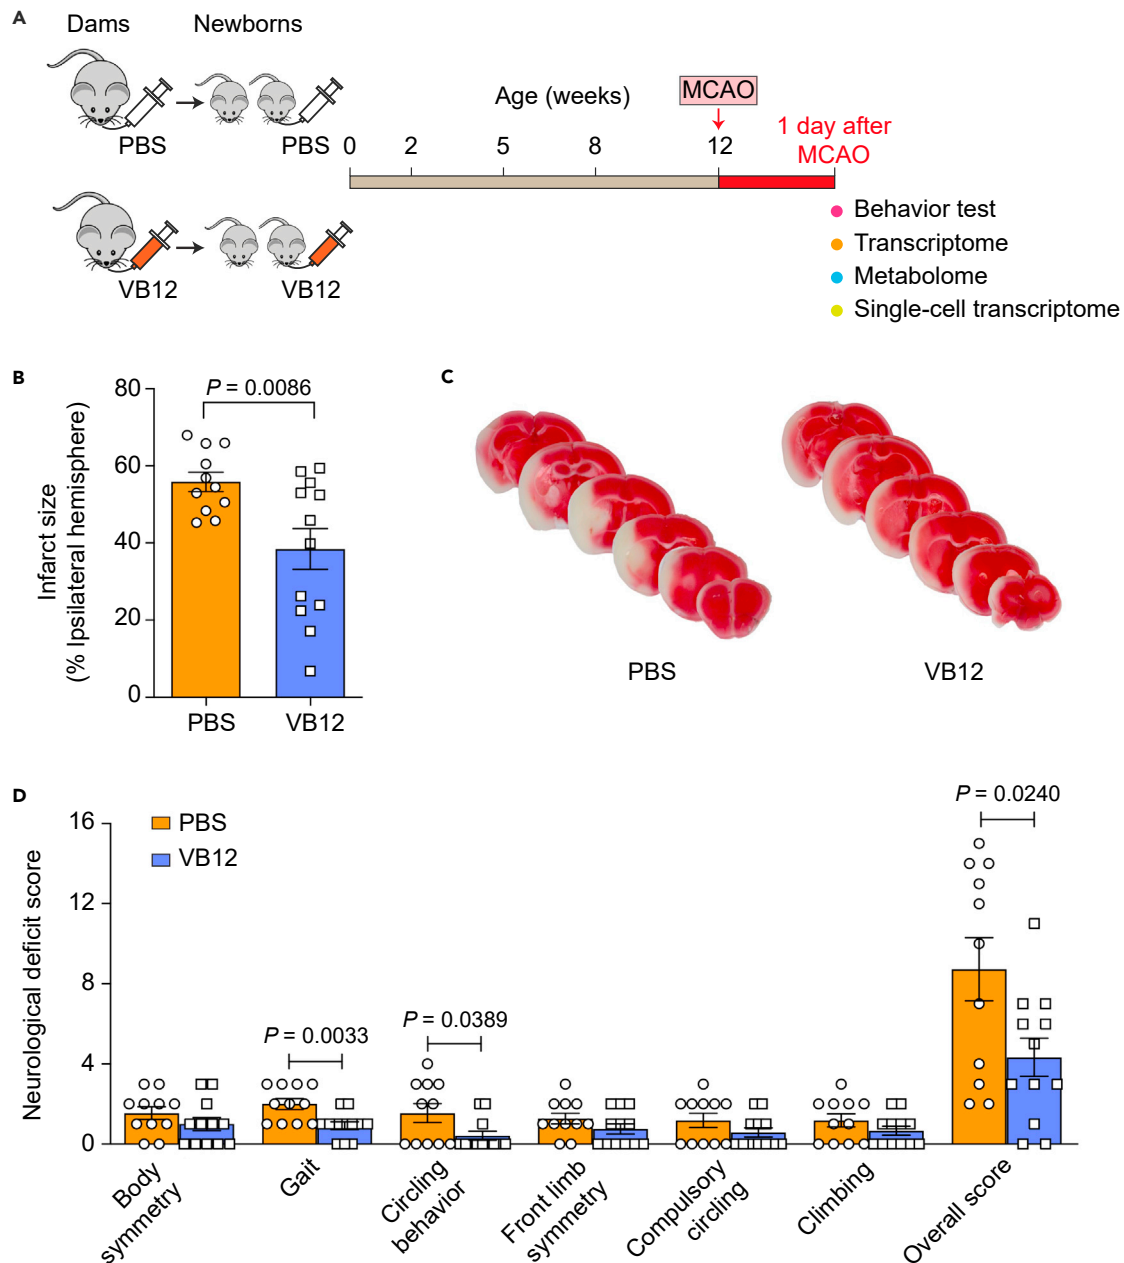 A
Dams
Newborns
PBS
PBS
VB12
VB12
Age (weeks)
MCAO
1 day after
MCAO
0
2
5
8
12
Behavior test
Transcriptome
Metabolome
Single-cell transcriptome
B
P = 0.0086
Infarct size
(% Ipsilateral hemisphere)
80
60
40
20
0
PBS
VB12
C
PBS
VB12
D
Neurological deficit score
16
12
8
4
0
PBS
VB12
P = 0.0033
P = 0.0389
P = 0.0240
Body
symmetry
Gait
Circling
behavior
Front limb
symmetry
Compulsory
circling
Climbing
Overall score